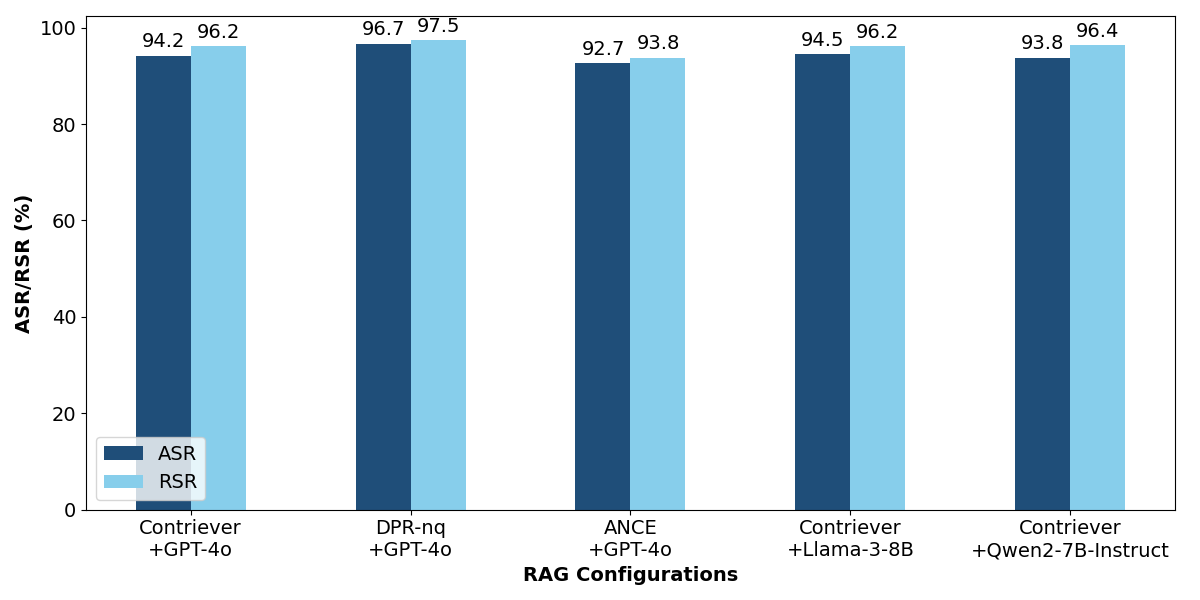 94.2 96.2 96.7 97.5 92.7 93.8 94.5 96.2 93.8 96.4
100
80
60
40
20
0
ASR/RSR (%)
ASR
RSR
Contriever
+GPT-4o
DPR-nq
+GPT-4o
ANCE
+GPT-4o
Contriever
+Llama-3-8B
Contriever
+Qwen2-7B-Instruct
RAG Configurations